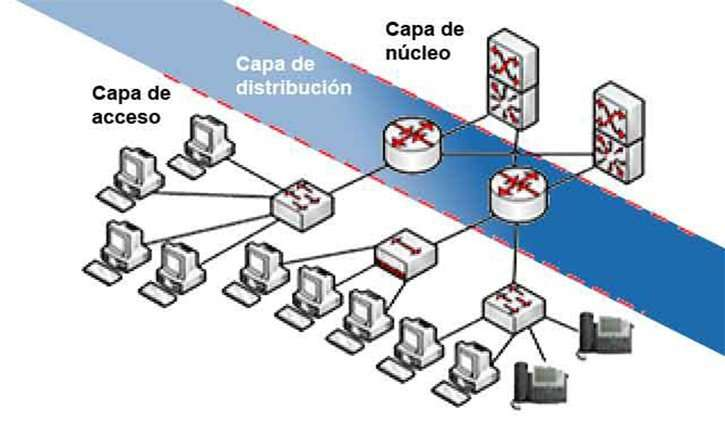 Capa de
núcleo
Capa de
distribución
Capa de
acceso